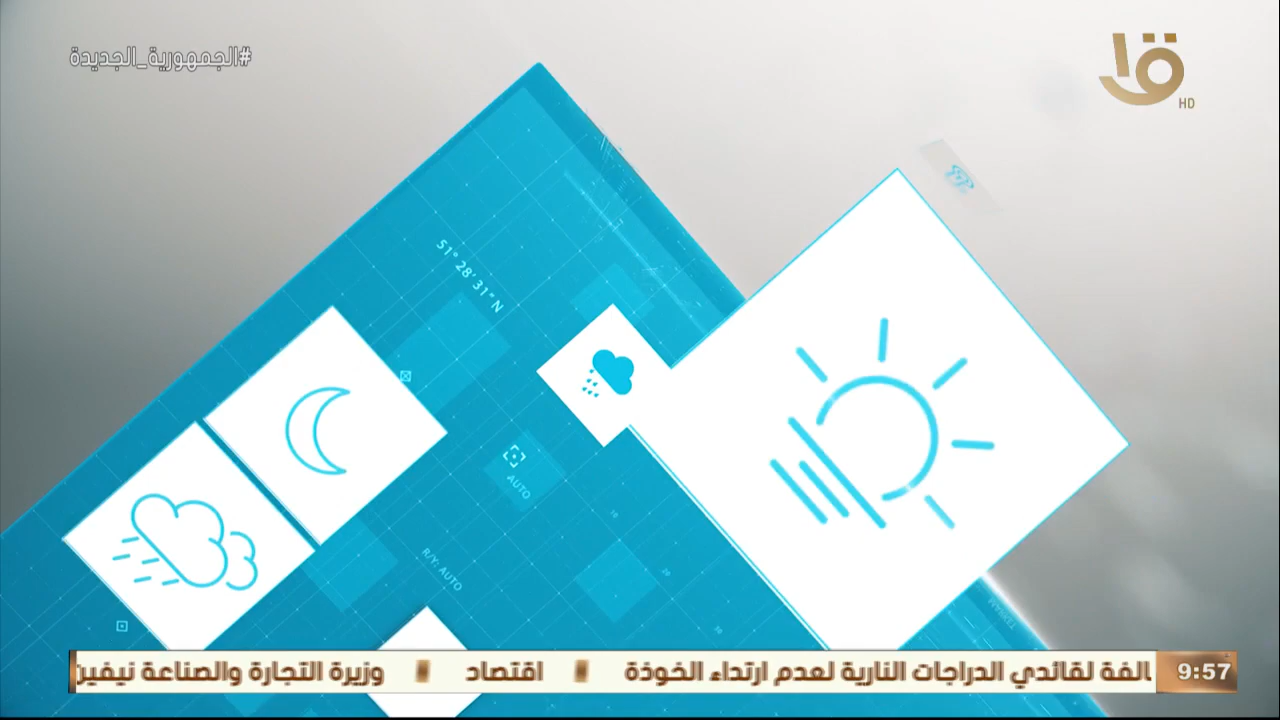 #الجمهورية_الجديدة
HD
51° 28' 31" N
AUTO
R/Y: AUTO
الفة لقائدي الدراجات النارية لعدم ارتداء الخوذة
اقتصاد
وزيرة التجارة والصناعة نيفين
9:57